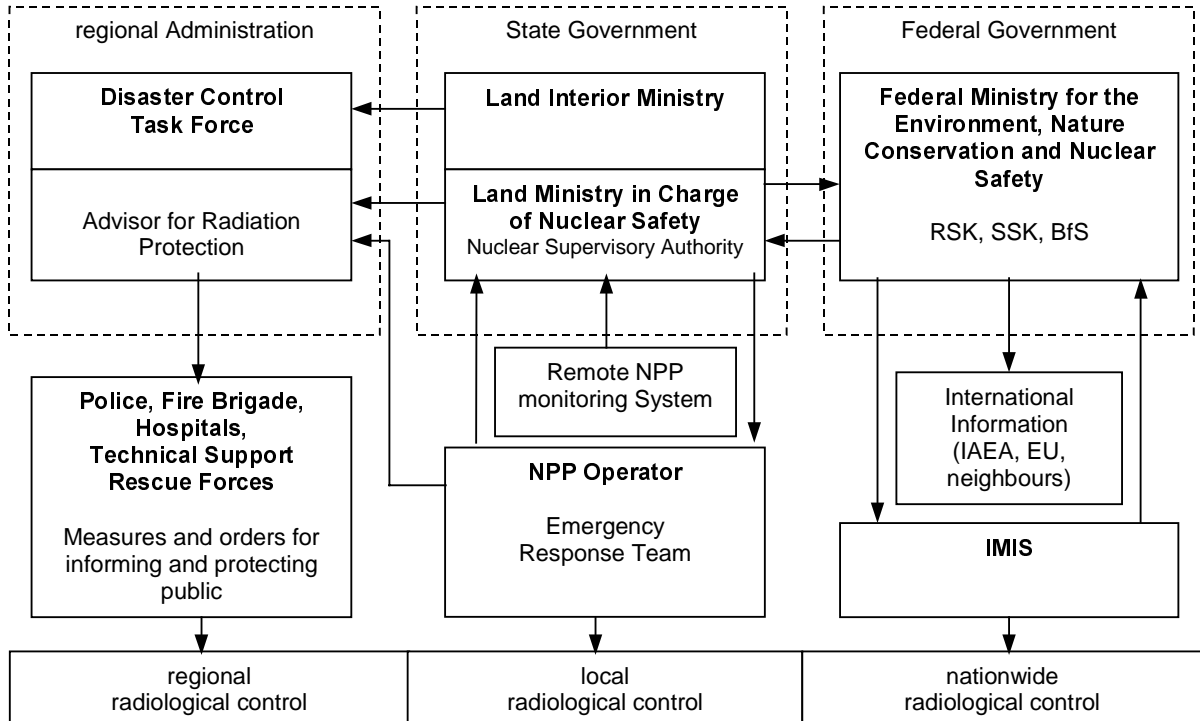 regional Administration
Disaster Control
Task Force
Advisor for Radiation
Protection
Police, Fire Brigade,
Hospitals,
Technical Support
Rescue Forces
Measures and orders for
informing and protecting
public
regional
radiological control
State Government
Land Interior Ministry
Land Ministry in Charge
of Nuclear Safety
Nuclear Supervisory Authority
Remote NPP
monitoring System
NPP Operator
Emergency
Response Team
local
radiological control
Federal Government
Federal Ministry for the
Environment, Nature
Conservation and Nuclear
Safety
RSK, SSK, BfS
International
Information
(IAEA, EU,
neighbours)
IMIS
nationwide
radiological control